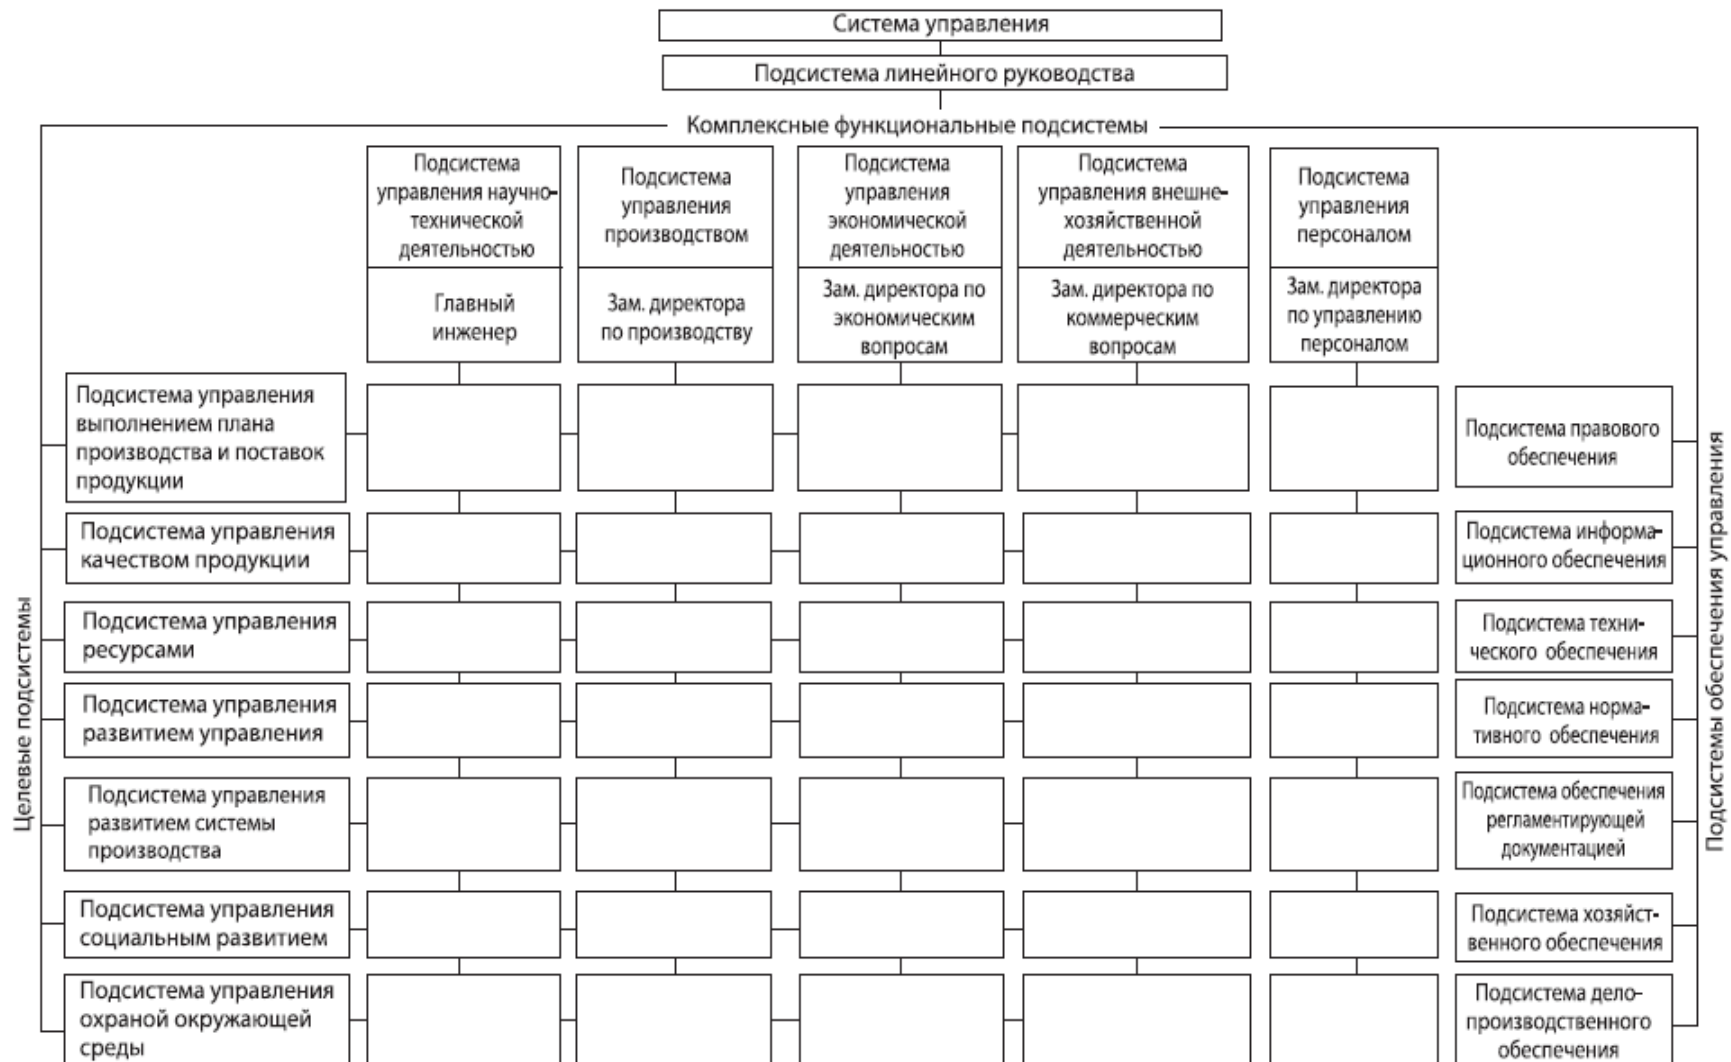 Система управления
Подсистема линейного руководства
Комплексные функциональные подсистемы
Подсистема
управления научно-
технической
деятельностью
Главный
инженер
Подсистема
управления
производством
Зам. директора
по производству
Подсистема
управления
экономической
деятельностью
Зам. директора по
экономическим
вопросам
Подсистема
управления внешне-
хозяйственной
деятельностью
Зам. директора по
коммерческим
вопросам
Подсистема
управления
персоналом
Зам. директора
по управлению
персоналом
Целевые подсистемы
Подсистема управления
выполнением плана
производства и поставок
продукции
Подсистема управления
качеством продукции
Подсистема управления
ресурсами
Подсистема управления
развитием управления
Подсистема управления
развитием системы
производства
Подсистема управления
социальным развитием
Подсистема управления
охраной окружающей
среды
Подсистема правового
обеспечения
Подсистема информа-
ционного обеспечения
Подсистема техни-
ческого обеспечения
Подсистема норма-
тивного обеспечения
Подсистема обеспечения
регламентирующей
документацией
Подсистема хозяйст-
венного обеспечения
Подсистема дело-
производственного
обеспечения
Подсистемы обеспечения управления